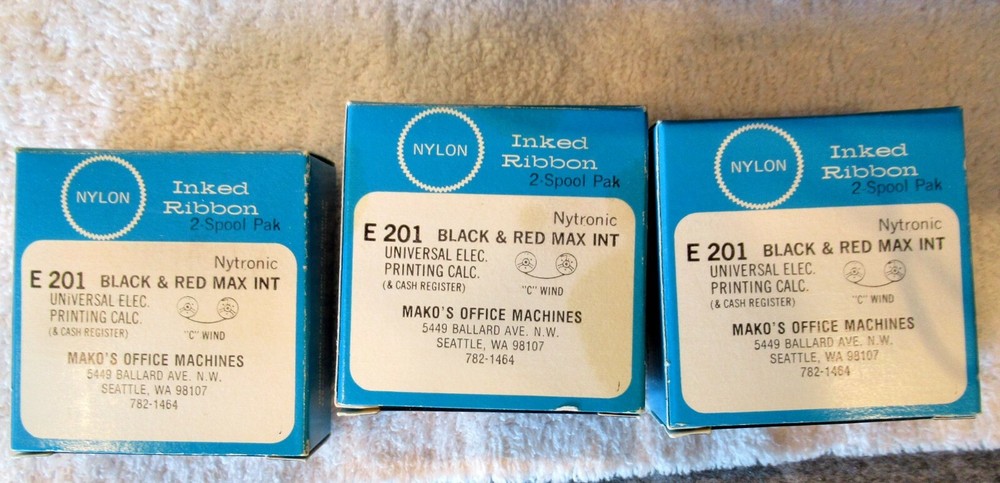 NYLON
Inked
Ribbon
2-Spool Pak
Nytronic
E 201 BLACK & RED MAX INT
UNIVERSAL ELEC.
PRINTING CALC.
(& CASH REGISTER)
"C" WIND
MAKO'S OFFICE MACHINES
5449 BALLARD AVE. N.W.
SEATTLE, WA 98107
782-1464
NYLON
Inked
Ribbon
2-Spool Pak
Nytronic
E 201 BLACK & RED MAX INT
UNIVERSAL ELEC.
PRINTING CALC.
(& CASH REGISTER)
"C" WIND
MAKO'S OFFICE MACHINES
5449 BALLARD AVE. N.W.
SEATTLE, WA 98107
782-1464
NYLON
Inked
Ribbon
2-Spool Pak
Nytronic
E 201 BLACK & RED MAX INT
UNIVERSAL ELEC.
PRINTING CALC.
(& CASH REGISTER)
"C" WIND
MAKO'S OFFICE MACHINES
5449 BALLARD AVE. N.W.
SEATTLE, WA 98107
782-1464